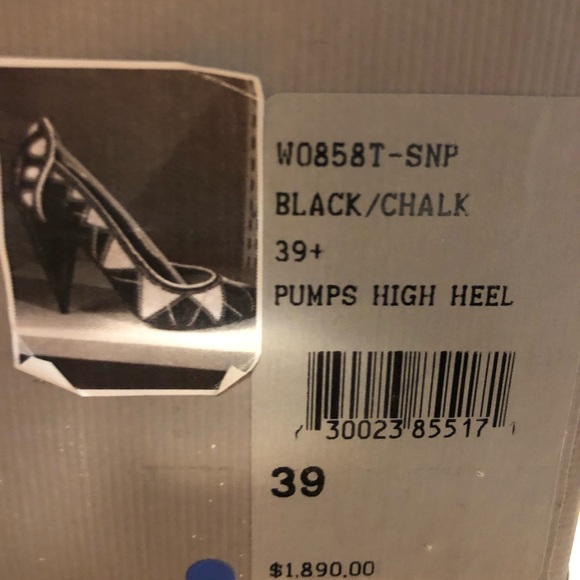 W0858T-SNP
BLACK/CHALK
39+
PUMPS HIGH HEEL
30023 85517
39
$1,890.00